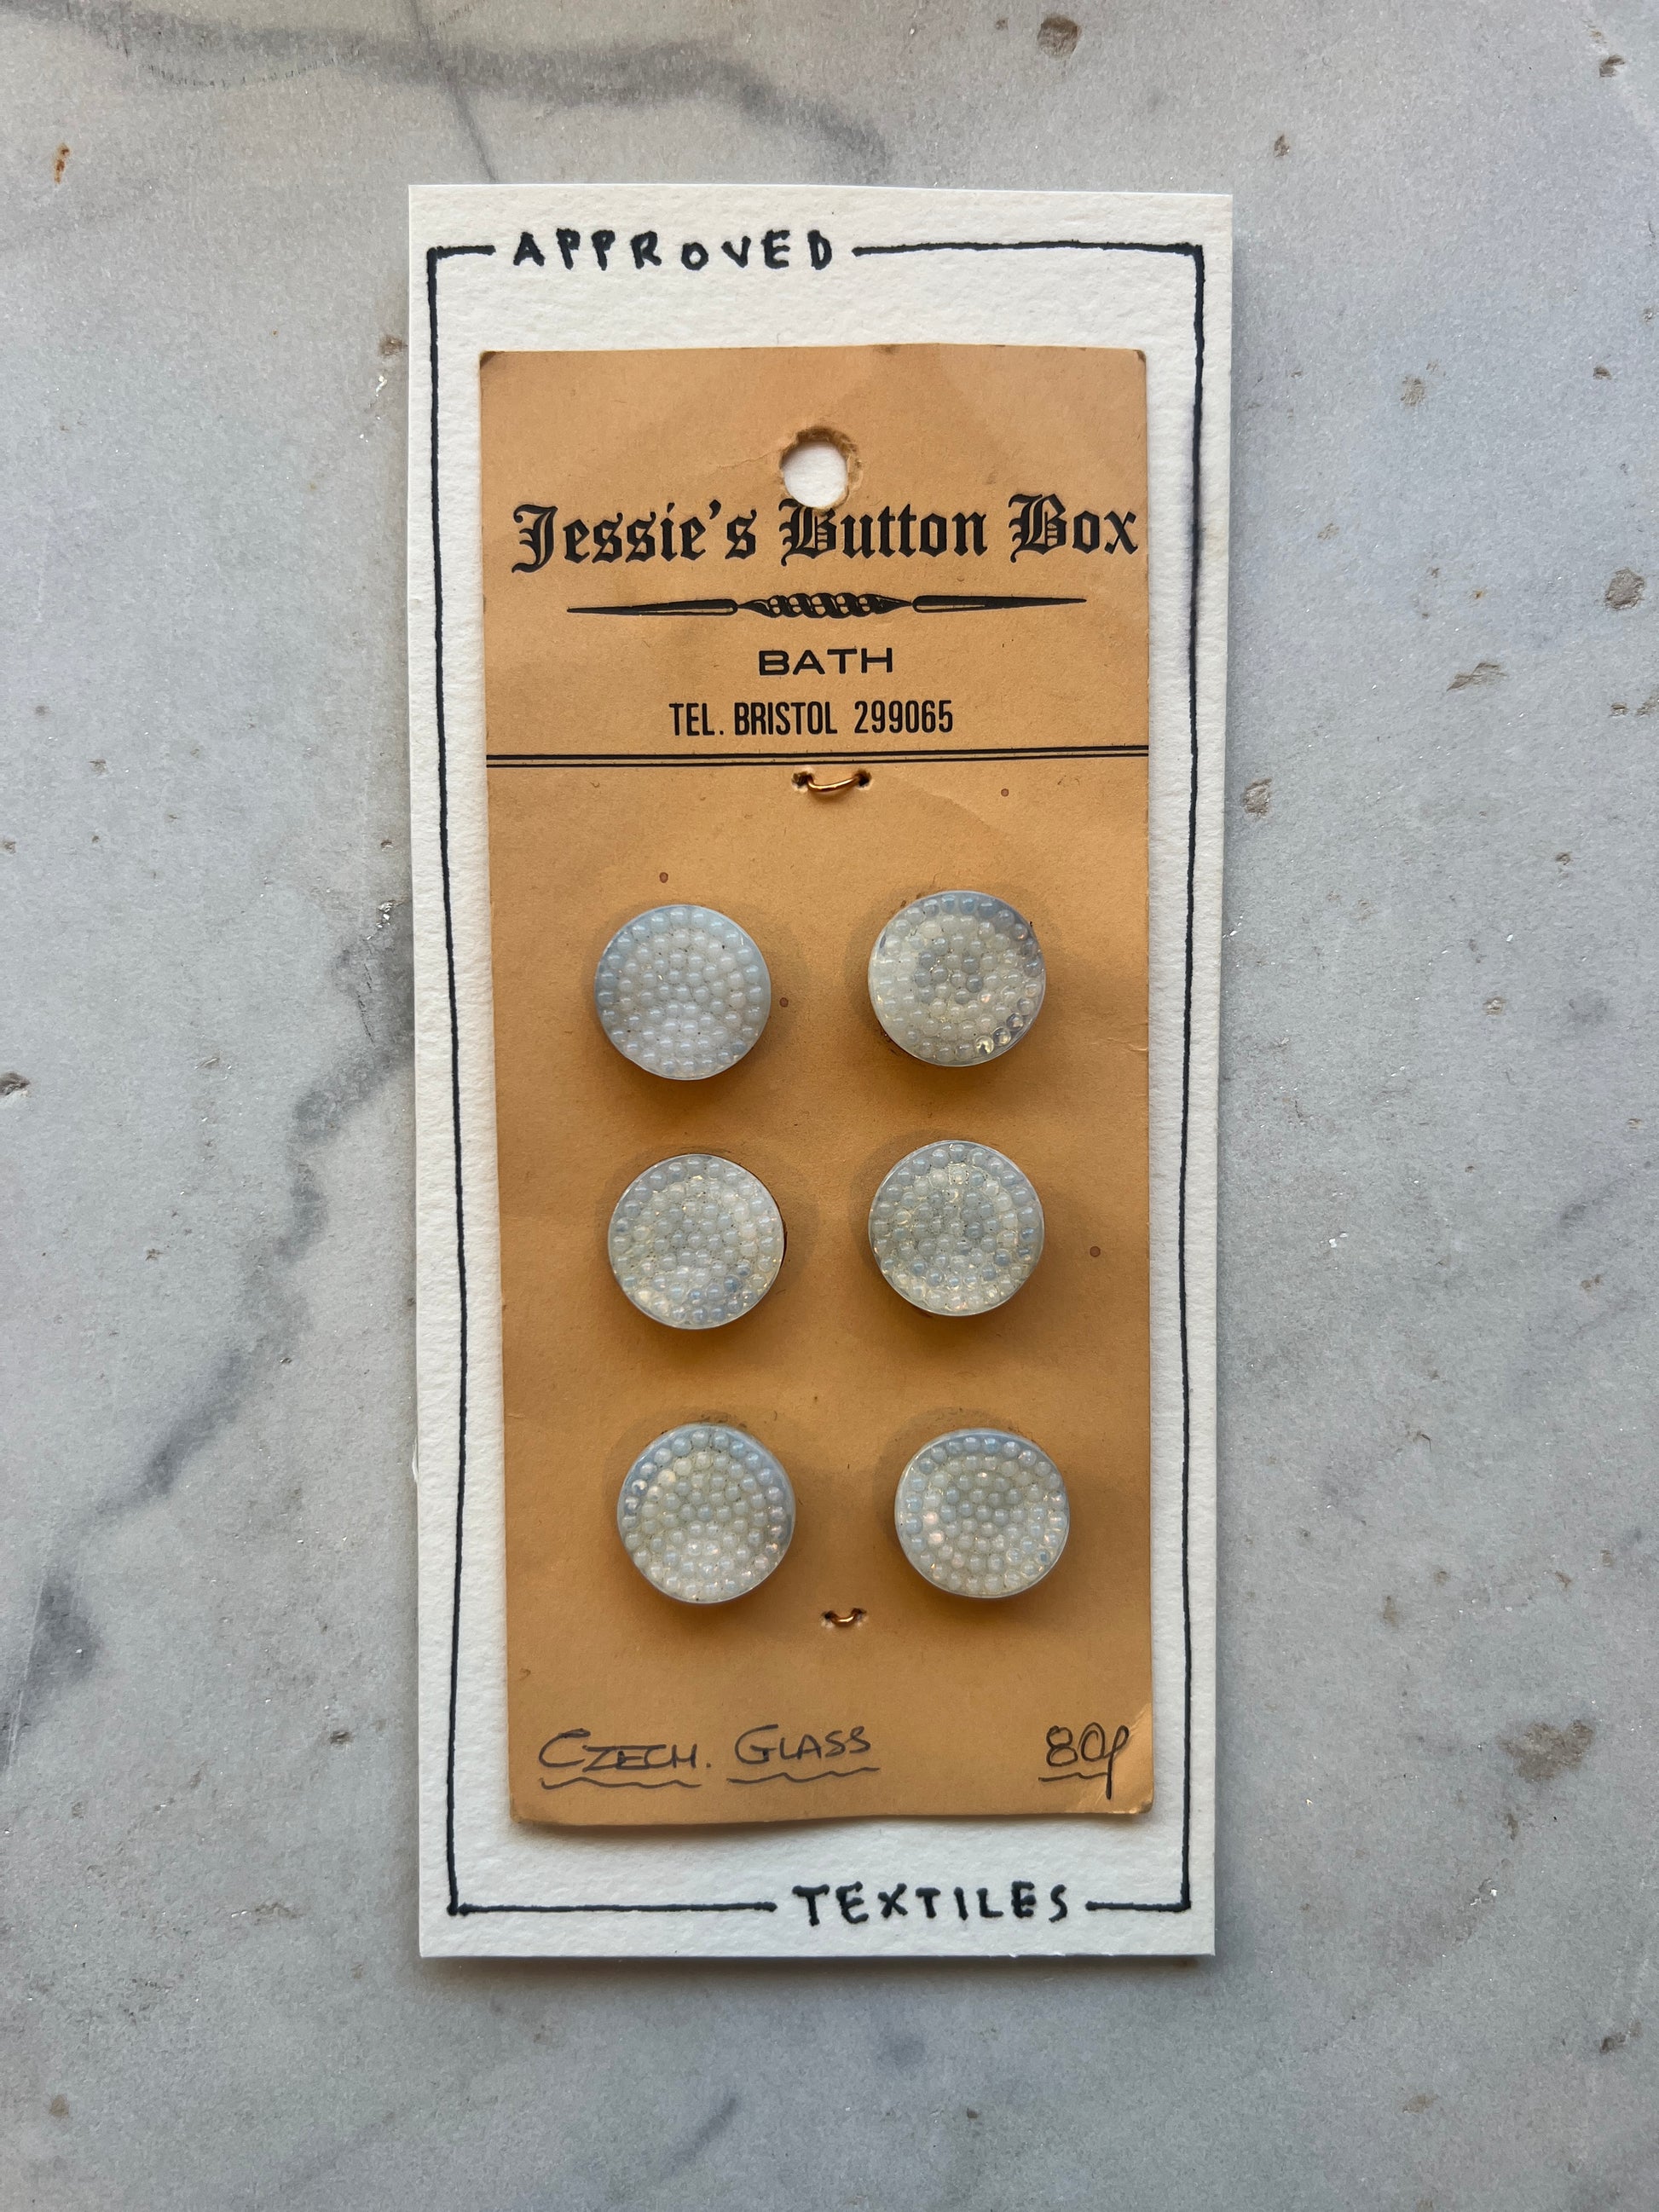 APPROVED
Jessie's Button Box
BATH
TEL. BRISTOL 299065
CZECH. GLASS 80p
TEXTILES